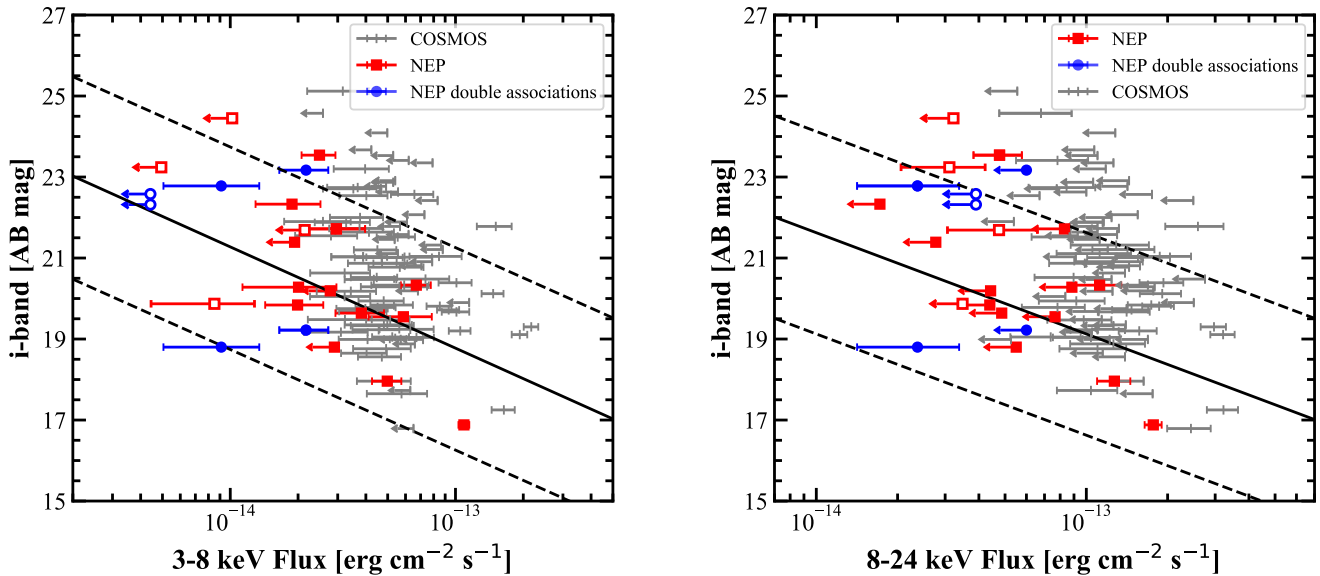 27
25
23
21
19
17
15
i-band [AB mag]
COSMOS
NEP
NEP double associations
10⁻¹⁴
10⁻¹³
3-8 keV Flux [erg cm⁻² s⁻¹]
27
25
23
21
19
17
15
i-band [AB mag]
NEP
NEP double associations
COSMOS
10⁻¹⁴
10⁻¹³
8-24 keV Flux [erg cm⁻² s⁻¹]